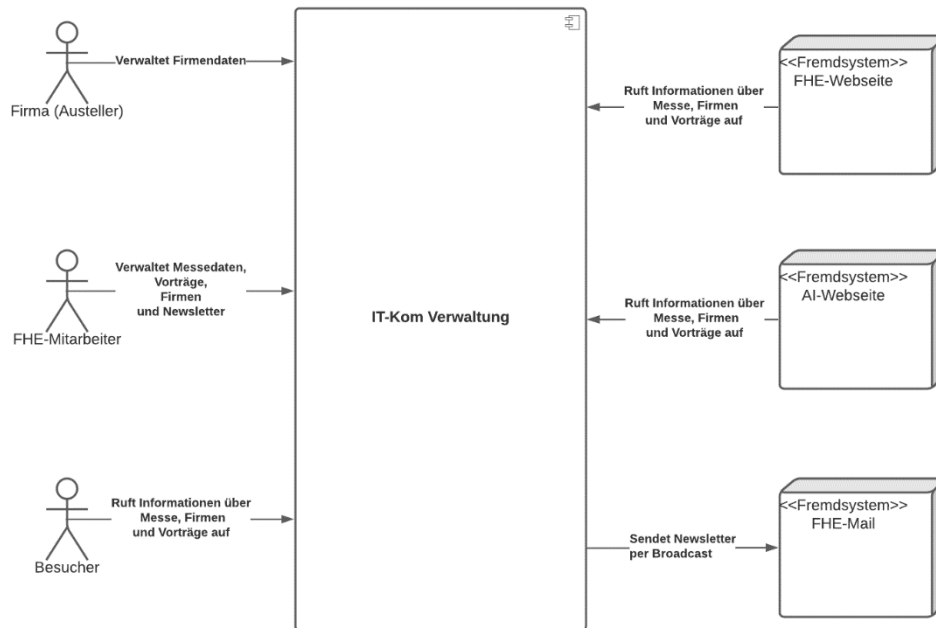 Verwaltet Firmendaten
Firma (Austeller)
Verwaltet Messedaten,
Vorträge,
Firmen
und Newsletter
FHE-Mitarbeiter
Ruft Informationen über
Messe, Firmen
und Vorträge auf
Besucher
IT-Kom Verwaltung
Ruft Informationen über
Messe, Firmen
und Vorträge auf
<<Fremdsystem>>
FHE-Webseite
Ruft Informationen über
Messe, Firmen
und Vorträge auf
<<Fremdsystem>>
AI-Webseite
Sendet Newsletter
per Broadcast
<<Fremdsystem>>
FHE-Mail